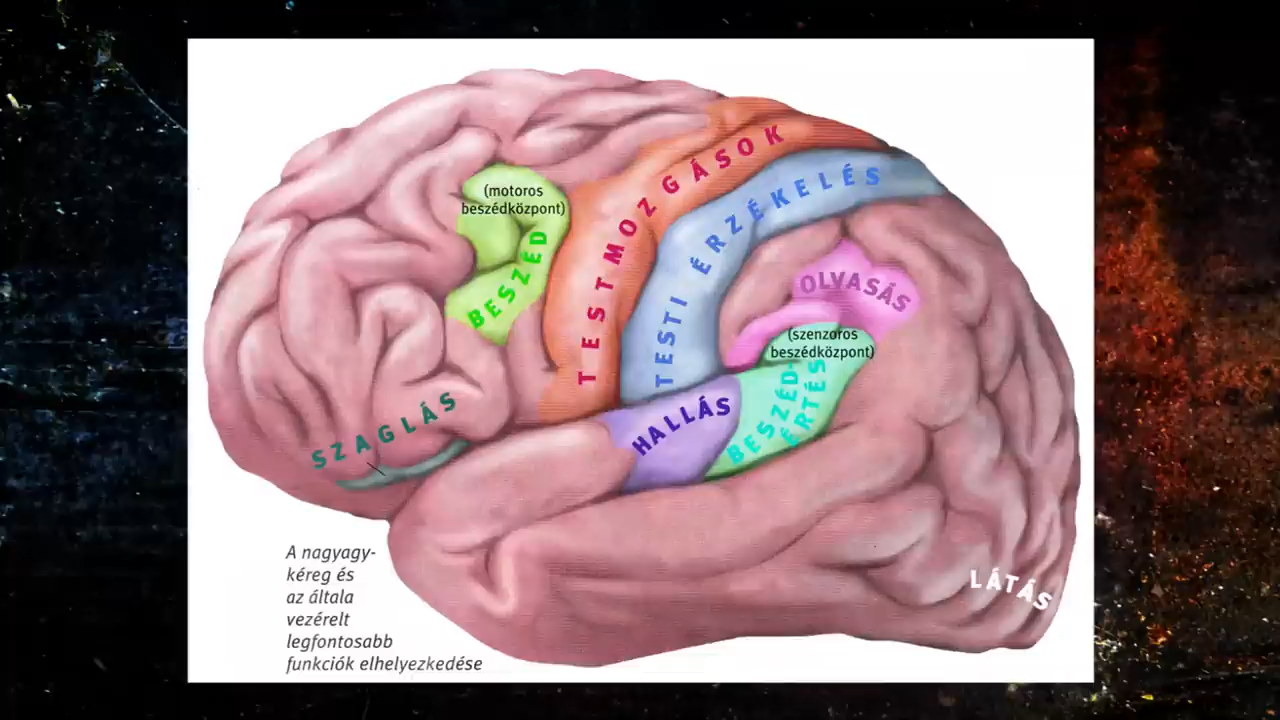 TESTMOZGÁSOK
TESTI ÉRZÉKELÉS
(motoros
beszédközpont)
BESZÉD
OLVASÁS
(szenzoros
beszédközpont)
BESZÉD-
ÉRTÉS
HALLÁS
SZAGLÁS
LÁTÁS
A nagyagy-
kéreg és
az általa
vezérelt
legfontosabb
funkciók elhelyezkedése